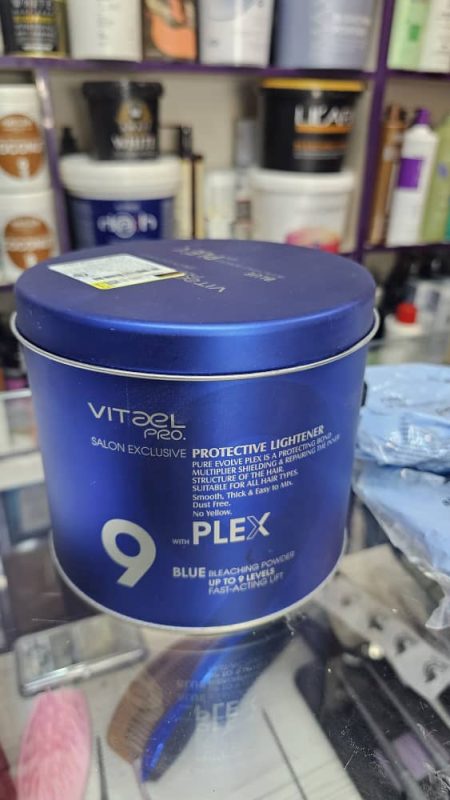 VITAEL
PRO.
SALON EXCLUSIVE PROTECTIVE LIGHTENER
PURE EVOLVE PLEX IS A PROTECTING BOND
MULTIPLIER SHIELDING & REPAIRING THE INNER
STRUCTURE OF THE HAIR.
SUITABLE FOR ALL HAIR TYPES.
Smooth, Thick & Easy to Mix.
Dust Free.
No Yellow.
9 WITH PLEX
BLUE BLEACHING POWDER
UP TO 9 LEVELS
FAST-ACTING LIFT